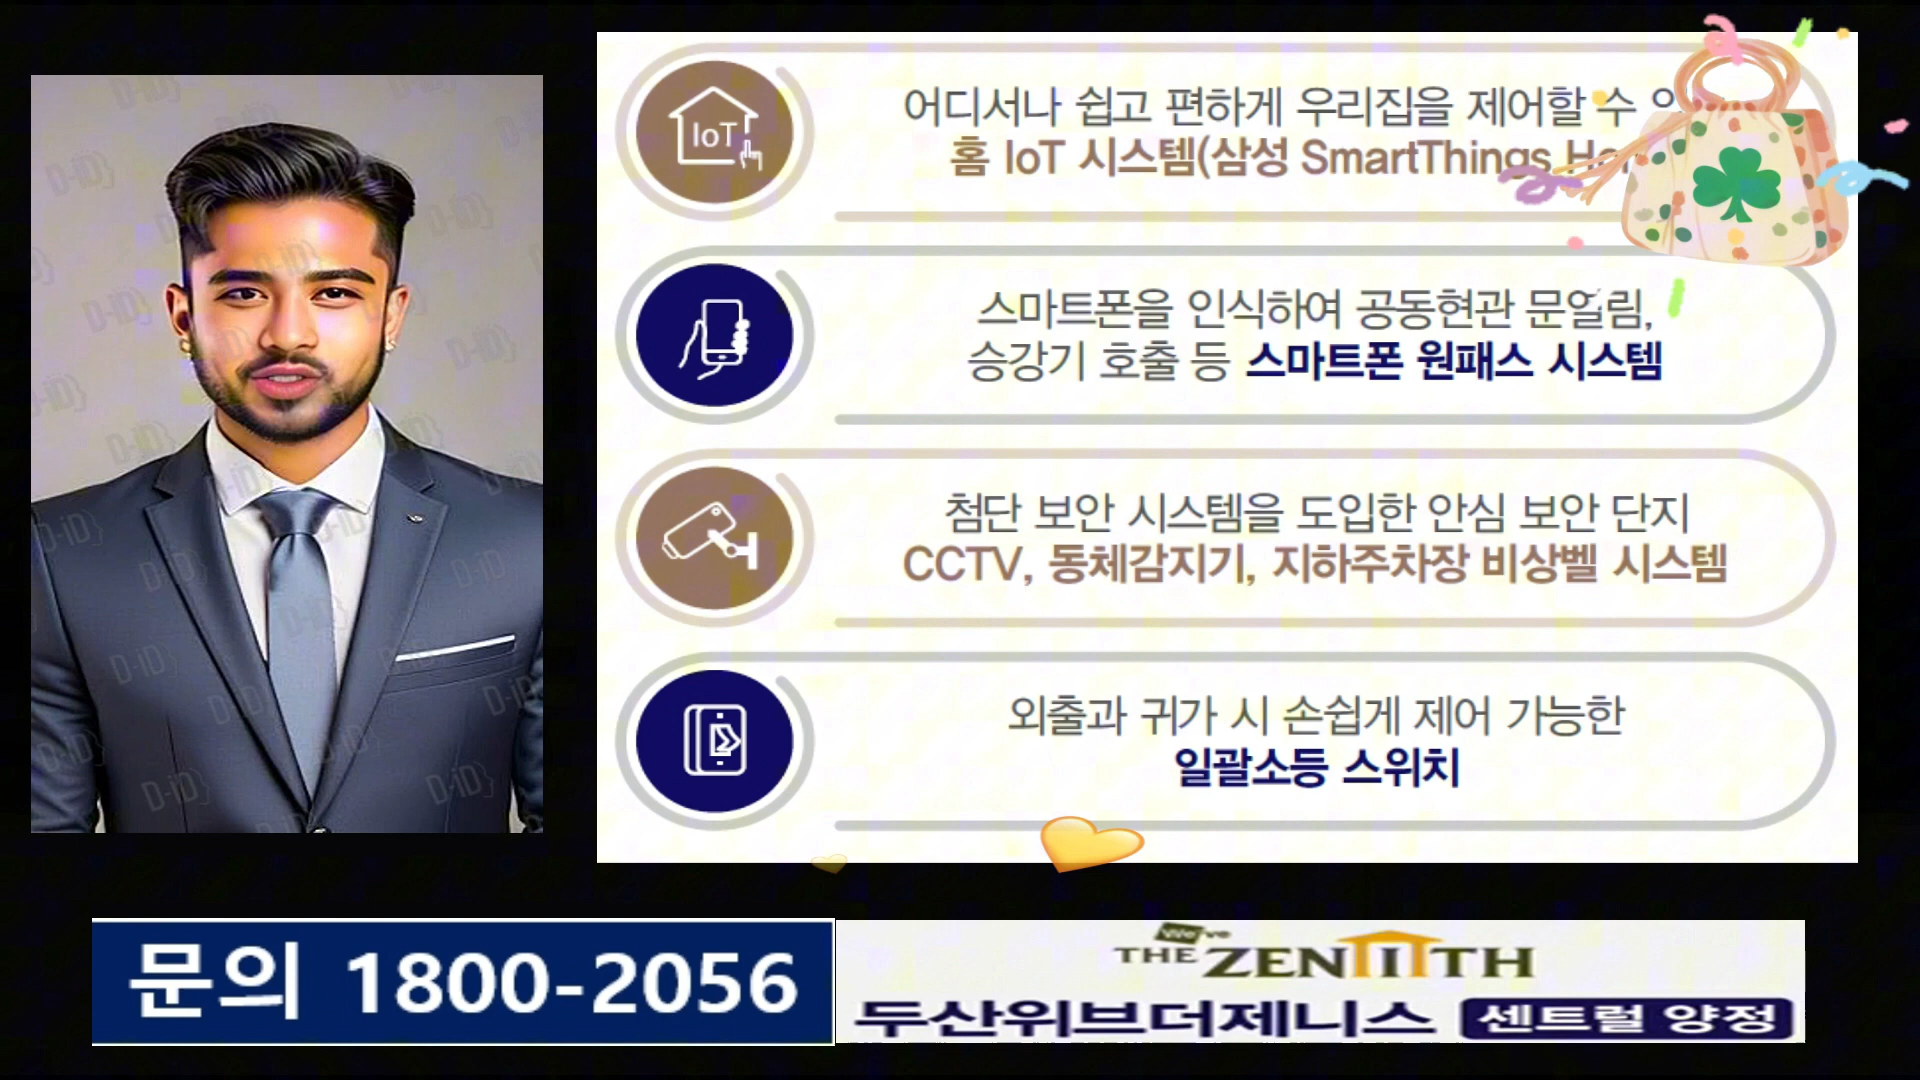 IoT
어디서나 쉽고 편하게 우리집을 제어할 수
홈 IoT 시스템(삼성 SmartThings
스마트폰을 인식하여 공동현관 문열림,
승강기 호출 등 스마트폰 원패스 시스템
첨단 보안 시스템을 도입한 안심 보안 단지
CCTV, 동체감지기, 지하주차장 비상벨 시스템
외출과 귀가 시 손쉽게 제어 가능한
일괄소등 스위치
문의 1800-2056
We've
THE ZENITH
두산위브더제니스 센트럴 양정
D-iD